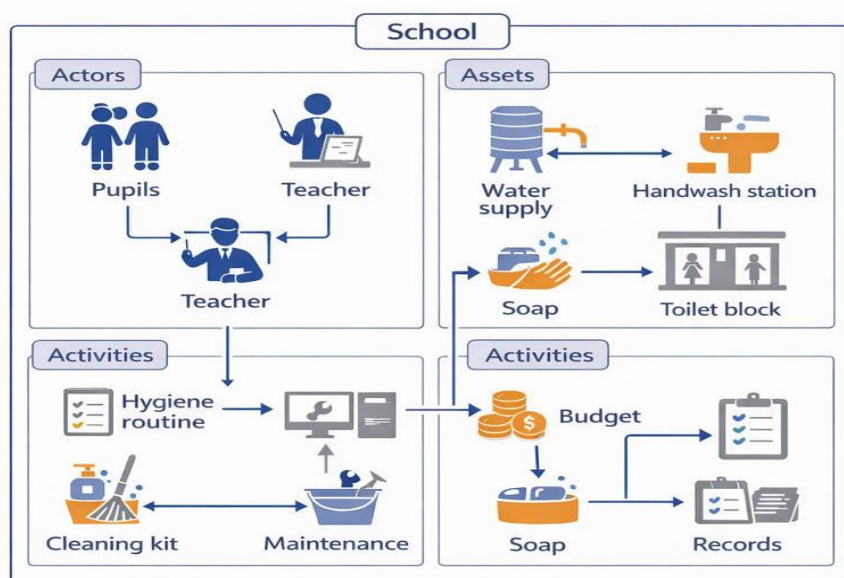 School
Actors
Pupils
Teacher
Teacher
Assets
Water
supply
Handwash station
Soap
Toilet block
Activities
Hygiene
routine
Cleaning kit
Maintenance
Activities
$
Budget
Soap
Records